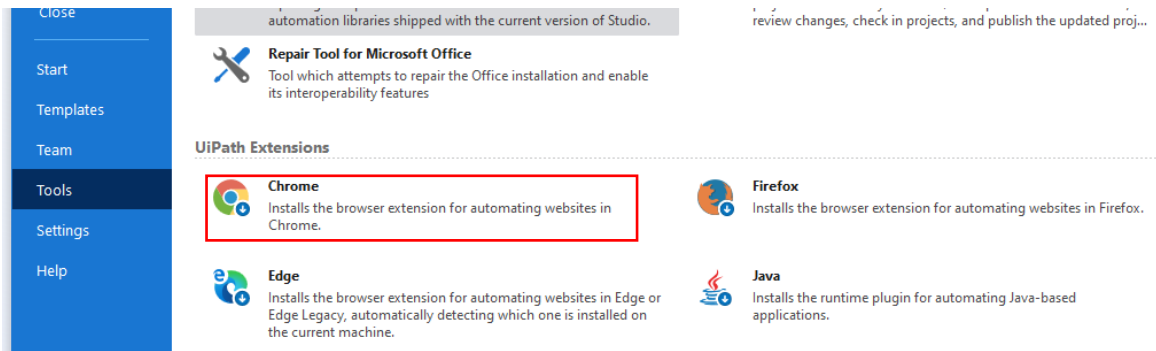 Close
Start
Templates
Team
Tools
Settings
Help
automation libraries shipped with the current version of Studio.
review changes, check in projects, and publish the updated proj...
Repair Tool for Microsoft Office
Tool which attempts to repair the Office installation and enable
its interoperability features
UiPath Extensions
Chrome
Installs the browser extension for automating websites in
Chrome.
Firefox
Installs the browser extension for automating websites in Firefox.
Edge
Installs the browser extension for automating websites in Edge or
Edge Legacy, automatically detecting which one is installed on
the current machine.
Java
Installs the runtime plugin for automating Java-based
applications.